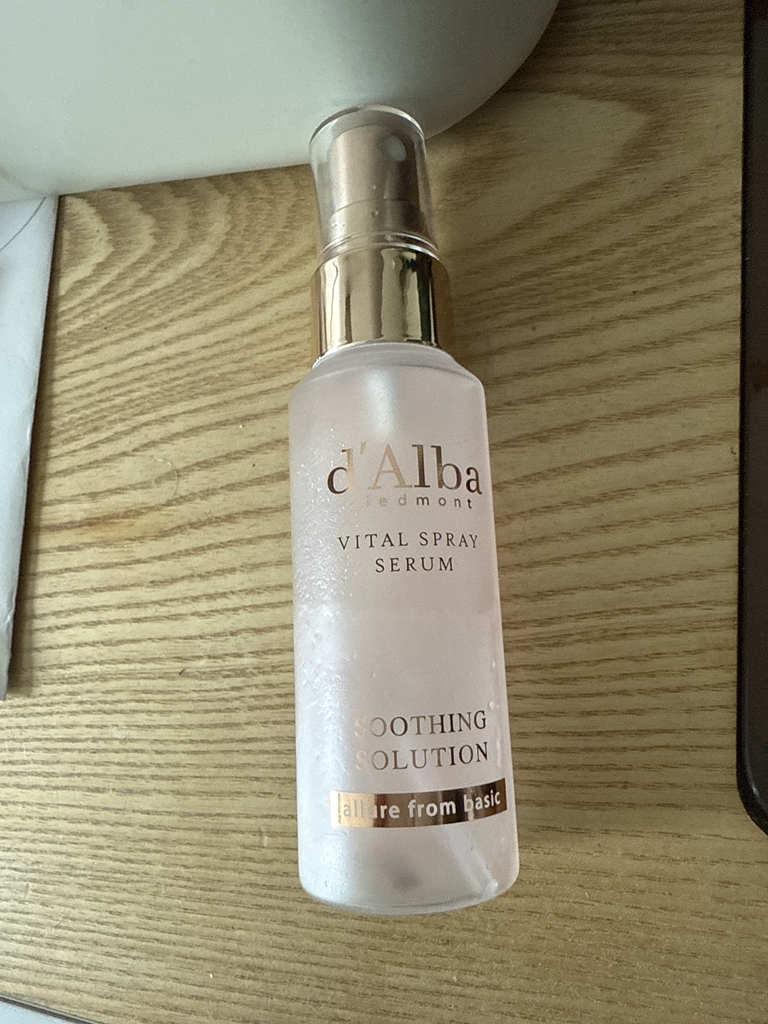 d'Alba
iedmont
VITAL SPRAY
SERUM
SOOTHING
SOLUTION
allure from basic